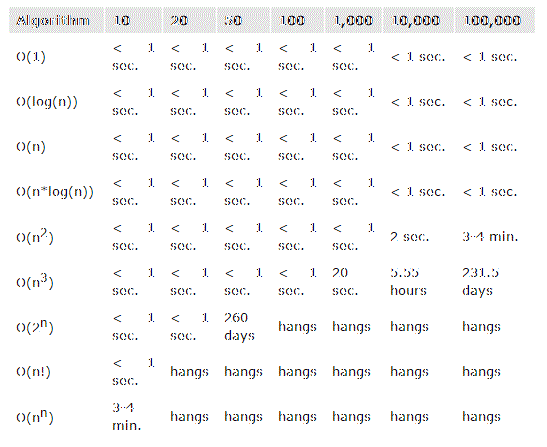 Algorithm 10 20 50 100 1,000 10,000 100,000
O(1) < 1 sec. < 1 sec. < 1 sec. < 1 sec. < 1 sec. < 1 sec. < 1 sec.
O(log(n)) < 1 sec. < 1 sec. < 1 sec. < 1 sec. < 1 sec. < 1 sec. < 1 sec.
O(n) < 1 sec. < 1 sec. < 1 sec. < 1 sec. < 1 sec. < 1 sec. < 1 sec.
O(n*log(n)) < 1 sec. < 1 sec. < 1 sec. < 1 sec. < 1 sec. < 1 sec. < 1 sec.
O(n²) < 1 sec. < 1 sec. < 1 sec. < 1 sec. < 1 sec. 2 sec. 3-4 min.
O(n³) < 1 sec. < 1 sec. < 1 sec. < 1 sec. 20 sec. 5.55 hours 231.5 days
O(2ⁿ) < 1 sec. < 1 sec. 260 days hangs hangs hangs hangs
O(n!) < 1 sec. hangs hangs hangs hangs hangs hangs
O(nⁿ) 3-4 min. hangs hangs hangs hangs hangs hangs